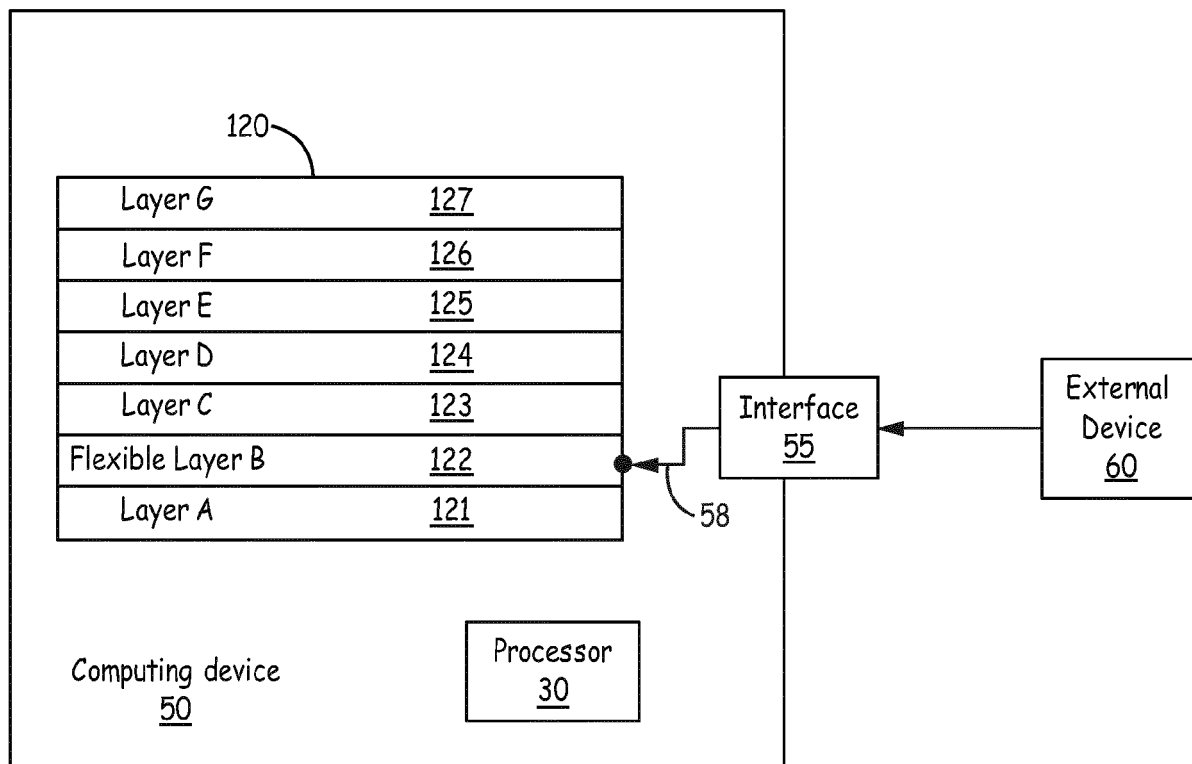 120
Layer G 127
Layer F 126
Layer E 125
Layer D 124
Layer C 123
Flexible Layer B 122
Layer A 121
Interface
55
58
External
Device
60
Processor
30
Computing device
50